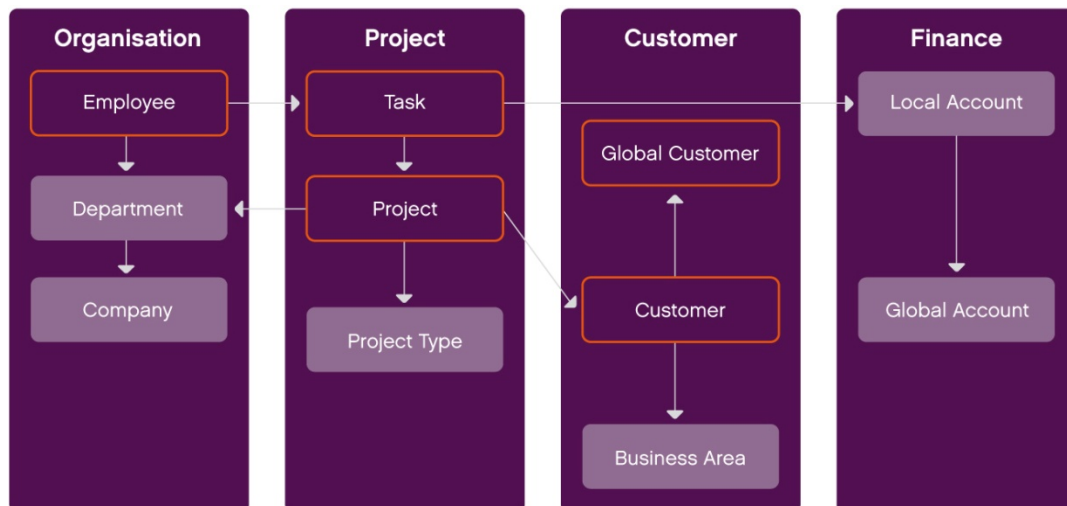 Organisation
Employee
Department
Company
Project
Task
Project
Project Type
Customer
Global Customer
Customer
Business Area
Finance
Local Account
Global Account